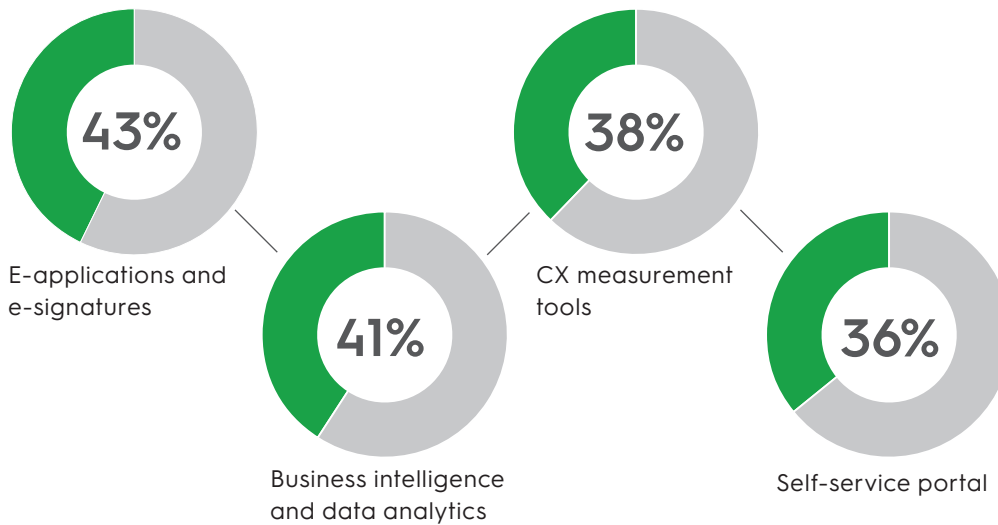 43%
E-applications and
e-signatures
41%
Business intelligence
and data analytics
38%
CX measurement
tools
36%
Self-service portal